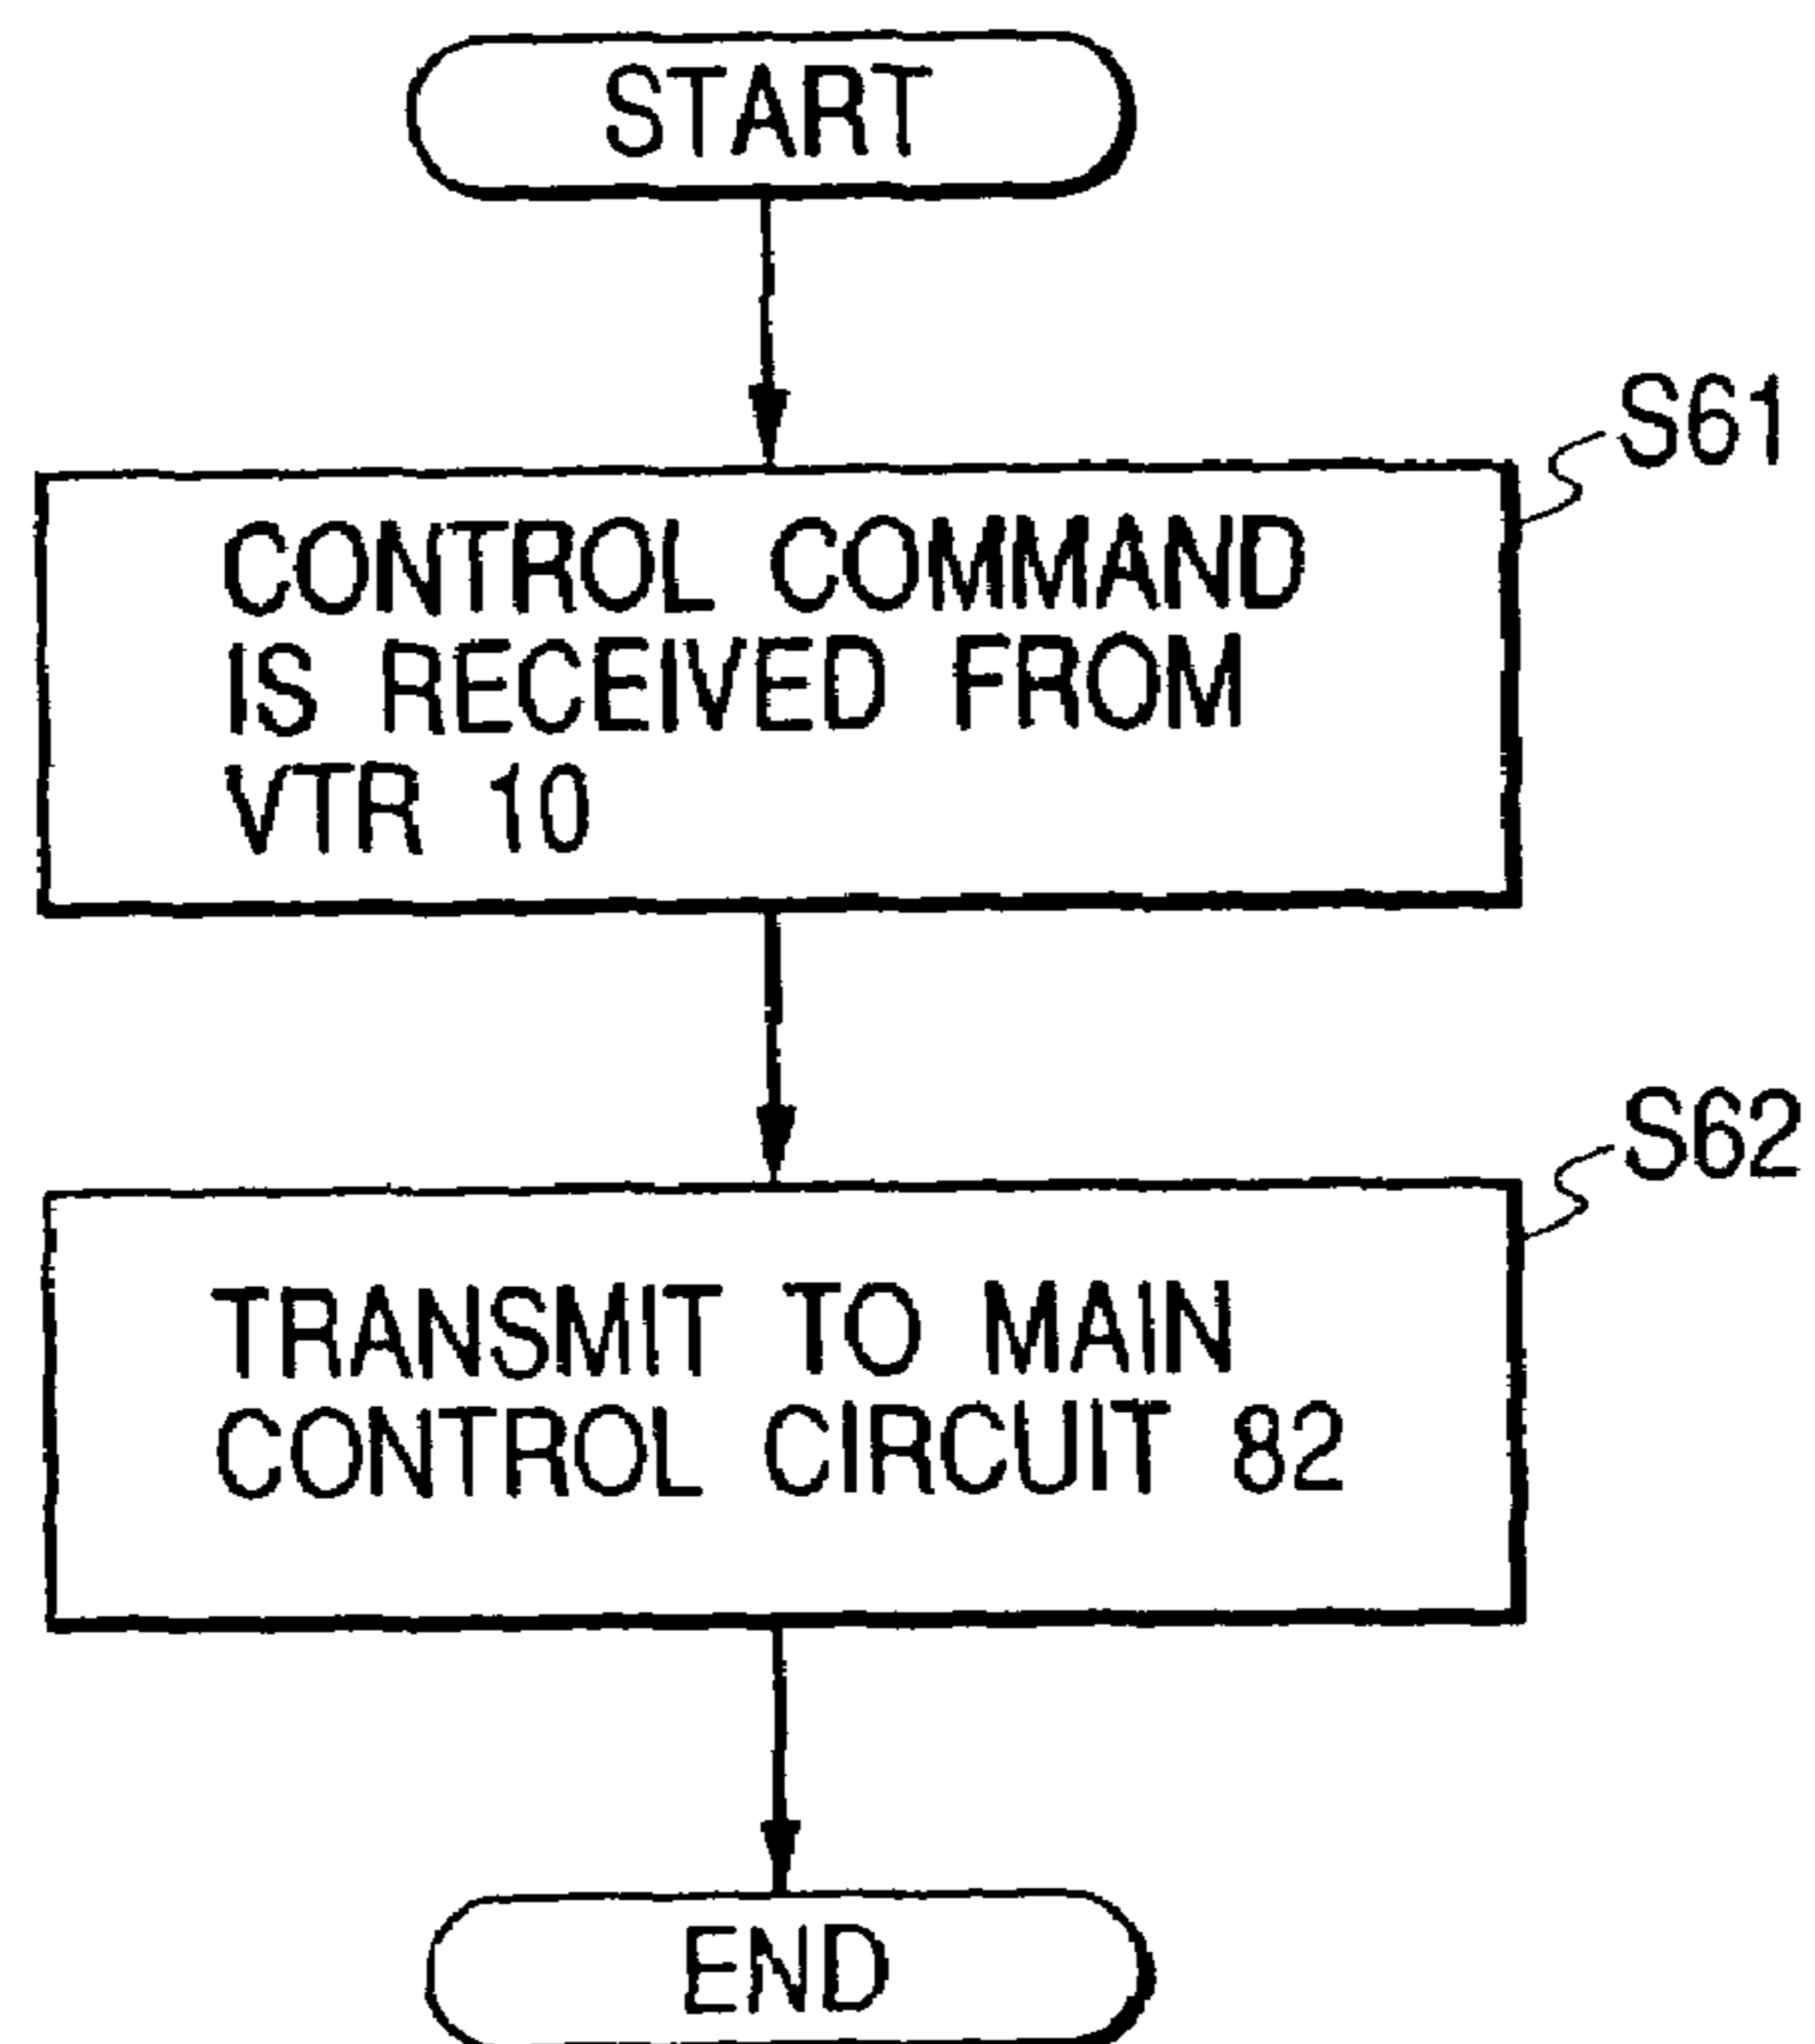 START
S61
CONTROL COMMAND
IS RECEIVED FROM
VTR 10
S62
TRANSMIT TO MAIN
CONTROL CIRCUIT 82
END